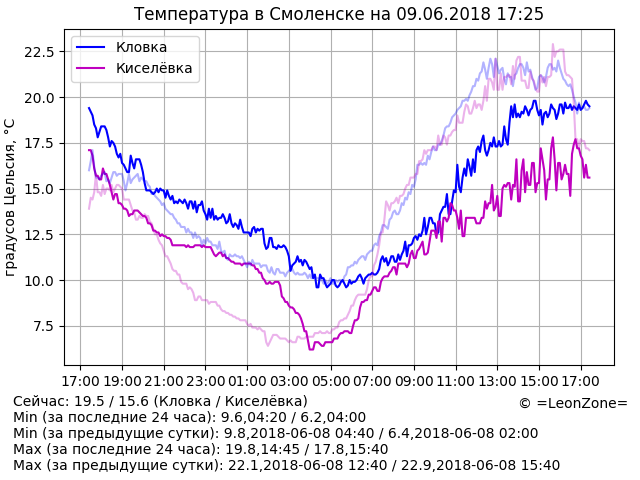 Температура в Смоленске на 09.06.2018 17:25
градусов Цельсия, °C
Кловка
Киселёвка
22.5
20.0
17.5
15.0
12.5
10.0
7.5
17:00 19:00 21:00 23:00 01:00 03:00 05:00 07:00 09:00 11:00 13:00 15:00 17:00
Сейчас: 19.5 / 15.6 (Кловка / Киселёвка)
© =LeonZone=
Min (за последние 24 часа): 9.6,04:20 / 6.2,04:00
Min (за предыдущие сутки): 9.8,2018-06-08 04:40 / 6.4,2018-06-08 02:00
Max (за последние 24 часа): 19.8,14:45 / 17.8,15:40
Max (за предыдущие сутки): 22.1,2018-06-08 12:40 / 22.9,2018-06-08 15:40